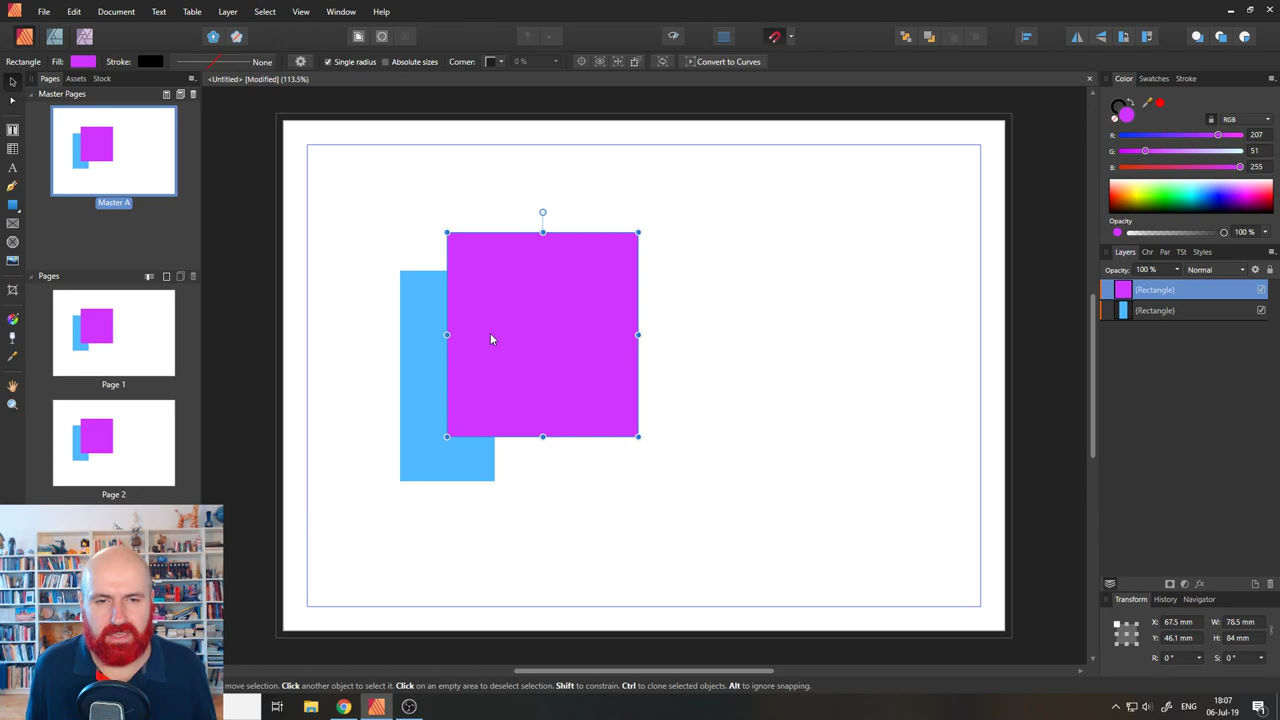 File Edit Document Text Table Layer Select View Window Help
Rectangle Fill: Stroke: None Single radius Absolute sizes Corner: 0 % Convert to Curves
Pages Assets Stock
<Untitled> [Modified] (113.5%)
Master Pages
Master A
Pages
Page 1
Page 2
Color Swatches Stroke
RGB
R: 207
G: 51
B: 255
Opacity
100 %
Layers Chr Par TSt Styles
Opacity: 100 % Normal
(Rectangle)
(Rectangle)
Transform History Navigator
X: 67.5 mm W: 78.5 mm
Y: 46.1 mm H: 84 mm
R: 0 ° S: 0 °
move selection. Click another object to select it. Click on an empty area to deselect selection. Shift to constrain. Ctrl to clone selected objects. Alt to ignore snapping.
ENG
18:07
06-Jul-19